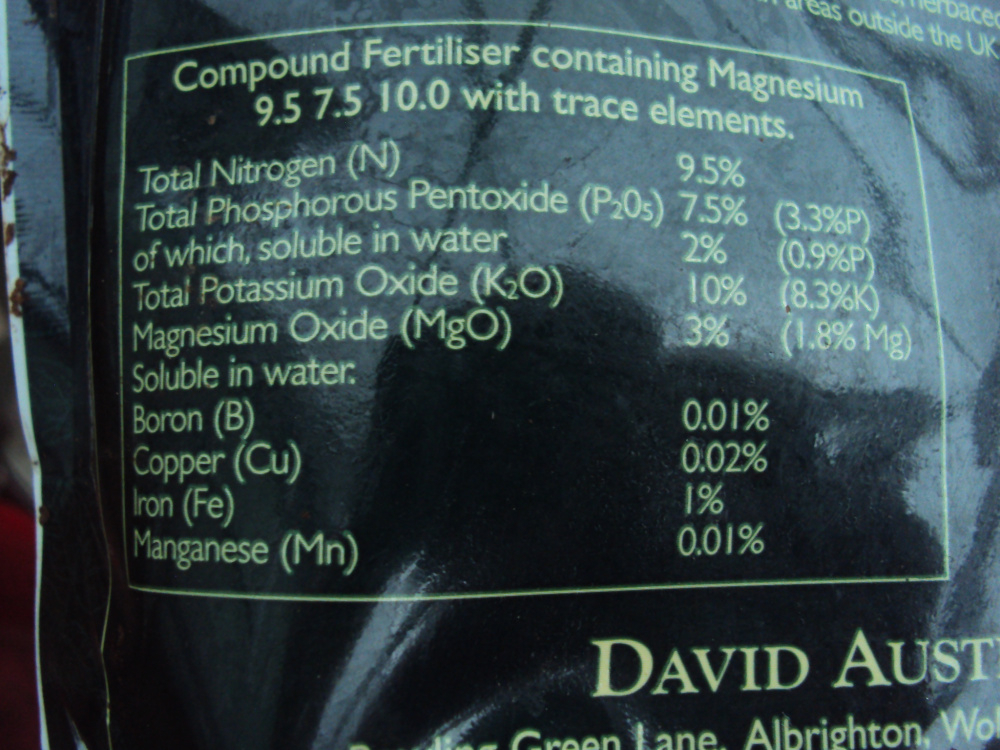 areas outside the UK
Compound Fertiliser containing Magnesium
9.5 7.5 10.0 with trace elements.
Total Nitrogen (N) 9.5%
Total Phosphorous Pentoxide (P₂0₅) 7.5% (3.3%P)
of which, soluble in water 2% (0.9%P)
Total Potassium Oxide (K₂O) 10% (8.3%K)
Magnesium Oxide (MgO) 3% (1.8% Mg)
Soluble in water:
Boron (B) 0.01%
Copper (Cu) 0.02%
Iron (Fe) 1%
Manganese (Mn) 0.01%
DAVID AUST
Green Lane, Albrighton, Wol